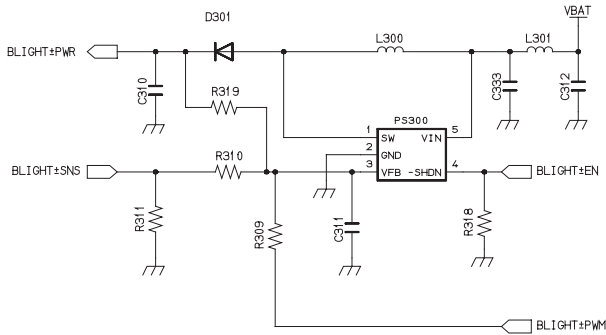 VBAT
D301
L300
L301
BLIGHT±PWR
C310
R319
C333
C312
PS300
1 SW VIN 5
2 GND
3 VFB -SHDN 4
BLIGHT±SNS
R310
BLIGHT±EN
R311
R309
C311
R318
BLIGHT±PWM